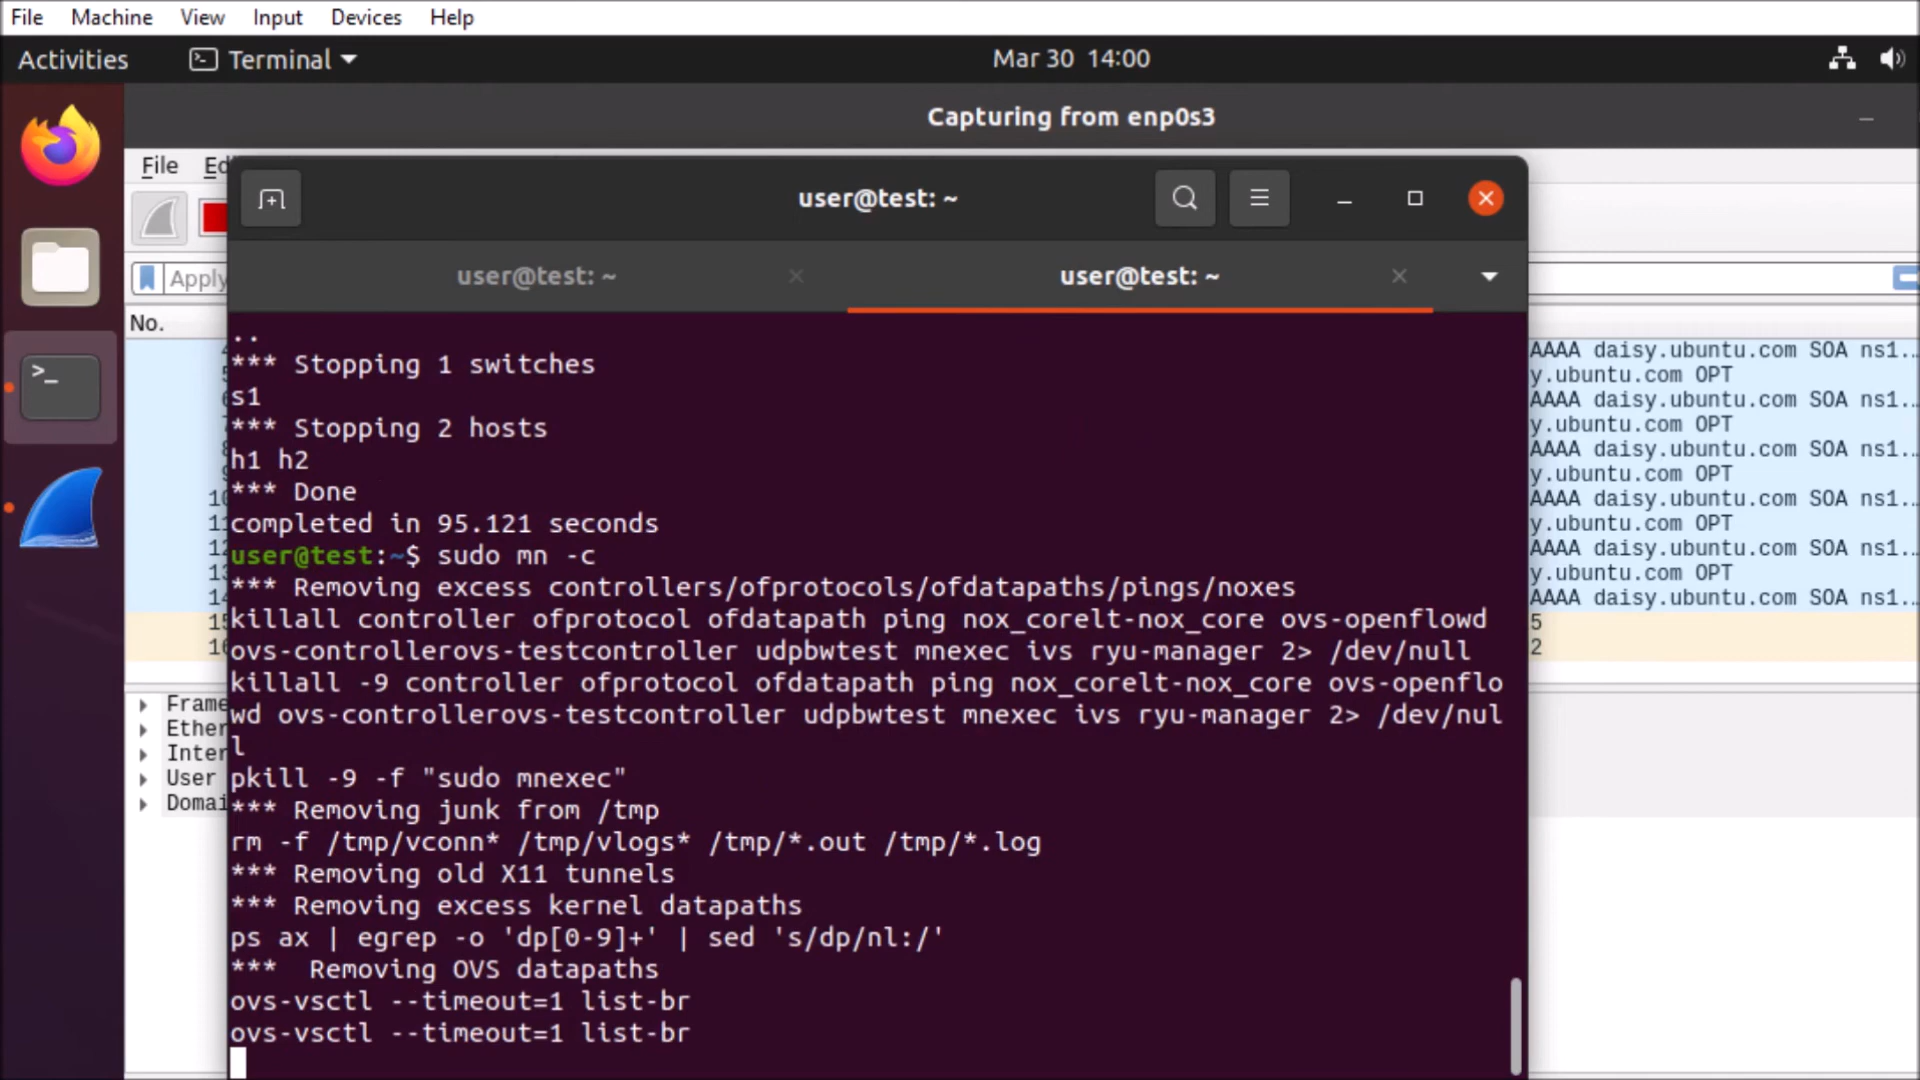 File Machine View Input Devices Help
Activities Terminal Mar 30 14:00
Capturing from enp0s3
File
user@test: ~
Apply
user@test: ~ user@test: ~
No.
..
*** Stopping 1 switches
s1
*** Stopping 2 hosts
h1 h2
*** Done
completed in 95.121 seconds
user@test:~$ sudo mn -c
*** Removing excess controllers/ofprotocols/ofdatapaths/pings/noxes
killall controller ofprotocol ofdatapath ping nox_corelt-nox_core ovs-openflowd
ovs-controllerovs-testcontroller udpbwtest mnexec ivs ryu-manager 2> /dev/null
killall -9 controller ofprotocol ofdatapath ping nox_corelt-nox_core ovs-openflo
wd ovs-controllerovs-testcontroller udpbwtest mnexec ivs ryu-manager 2> /dev/nul
l
pkill -9 -f "sudo mnexec"
*** Removing junk from /tmp
rm -f /tmp/vconn* /tmp/vlogs* /tmp/*.out /tmp/*.log
*** Removing old X11 tunnels
*** Removing excess kernel datapaths
ps ax | egrep -o 'dp[0-9]+' | sed 's/dp/nl:/'
***  Removing OVS datapaths
ovs-vsctl --timeout=1 list-br
ovs-vsctl --timeout=1 list-br
AAAA daisy.ubuntu.com SOA ns1...
y.ubuntu.com OPT
AAAA daisy.ubuntu.com SOA ns1...
y.ubuntu.com OPT
AAAA daisy.ubuntu.com SOA ns1...
y.ubuntu.com OPT
AAAA daisy.ubuntu.com SOA ns1...
y.ubuntu.com OPT
AAAA daisy.ubuntu.com SOA ns1...
y.ubuntu.com OPT
AAAA daisy.ubuntu.com SOA ns1...
5
2
Frame
Ether
Inter
User
Domai